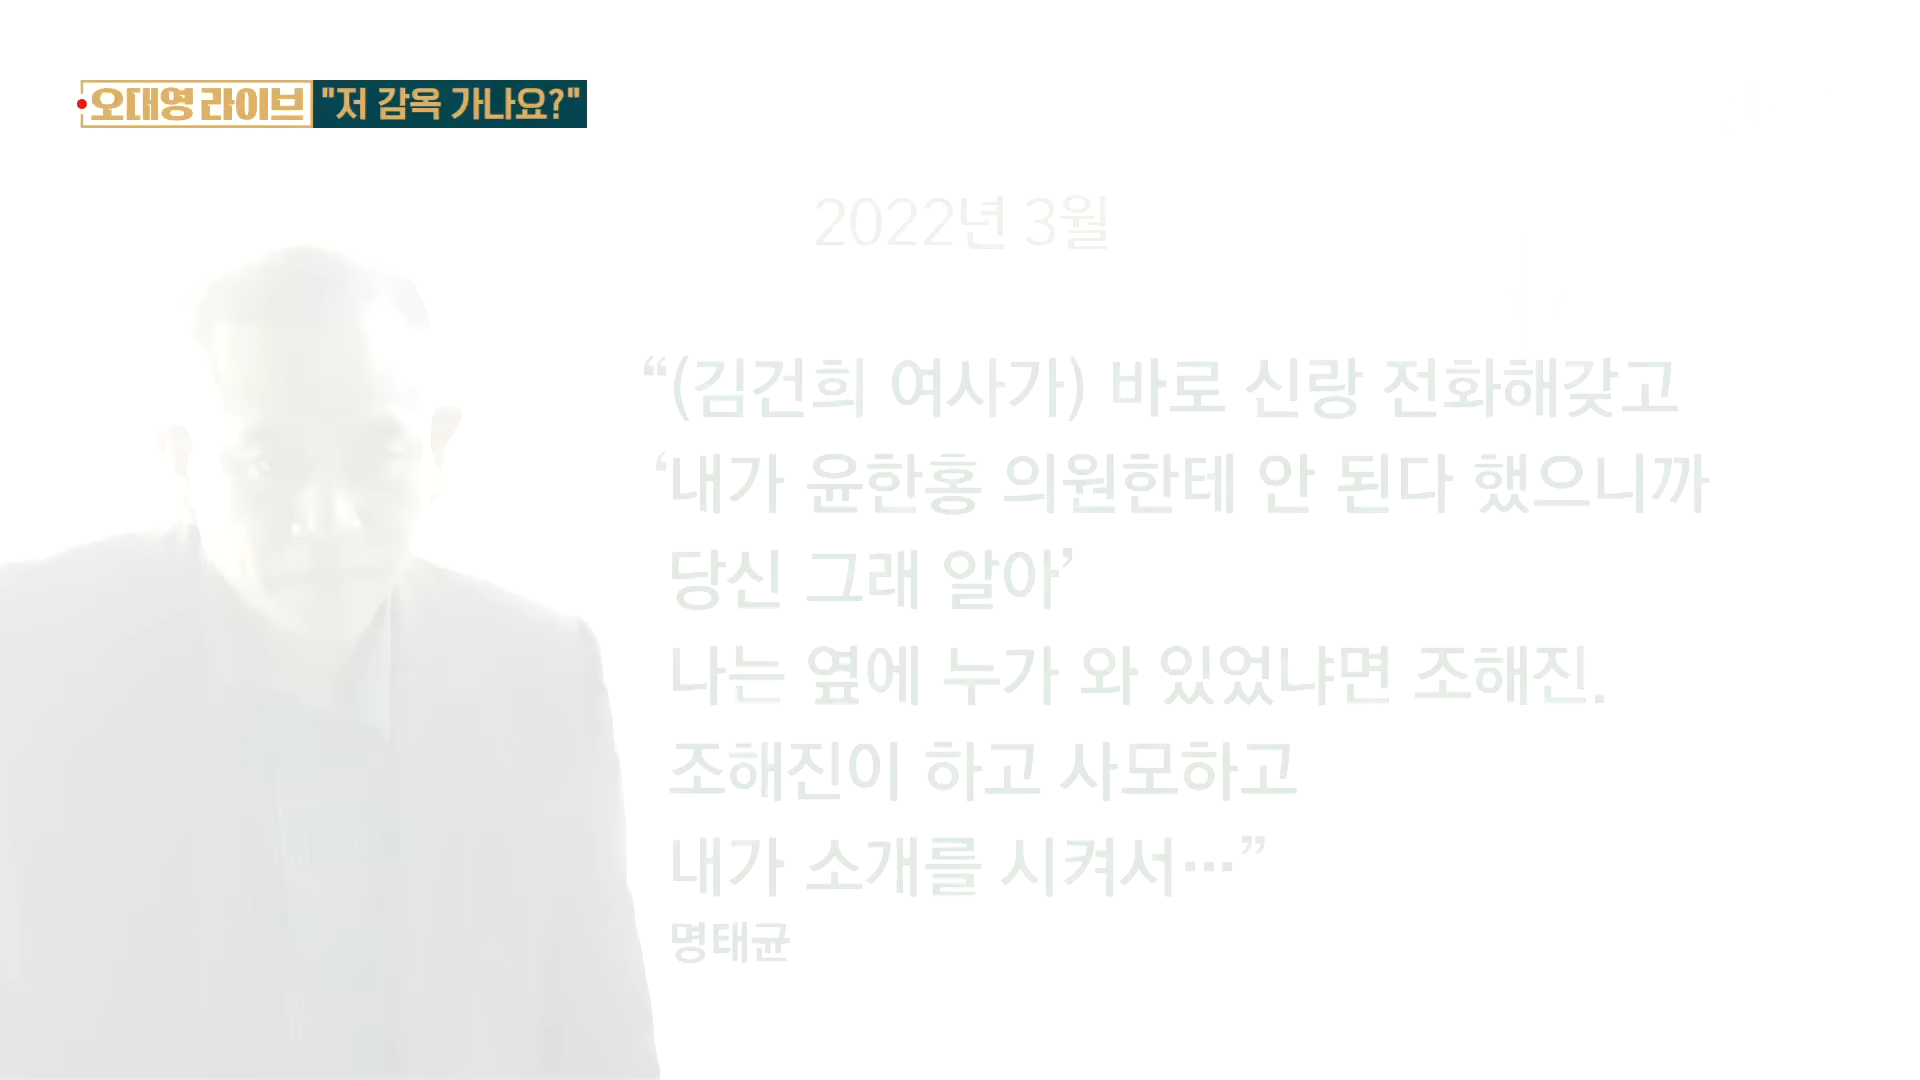 오대영 라이브 "저 감옥 가나요?"
2022년 3월
“(김건희 여사가) 바로 신랑 전화해갖고
‘내가 윤한홍 의원한테 안 된다 했으니까
당신 그래 알아’
나는 옆에 누가 와 있었냐면 조해진.
조해진이 하고 사모하고
내가 소개를 시켜서…”
명태균